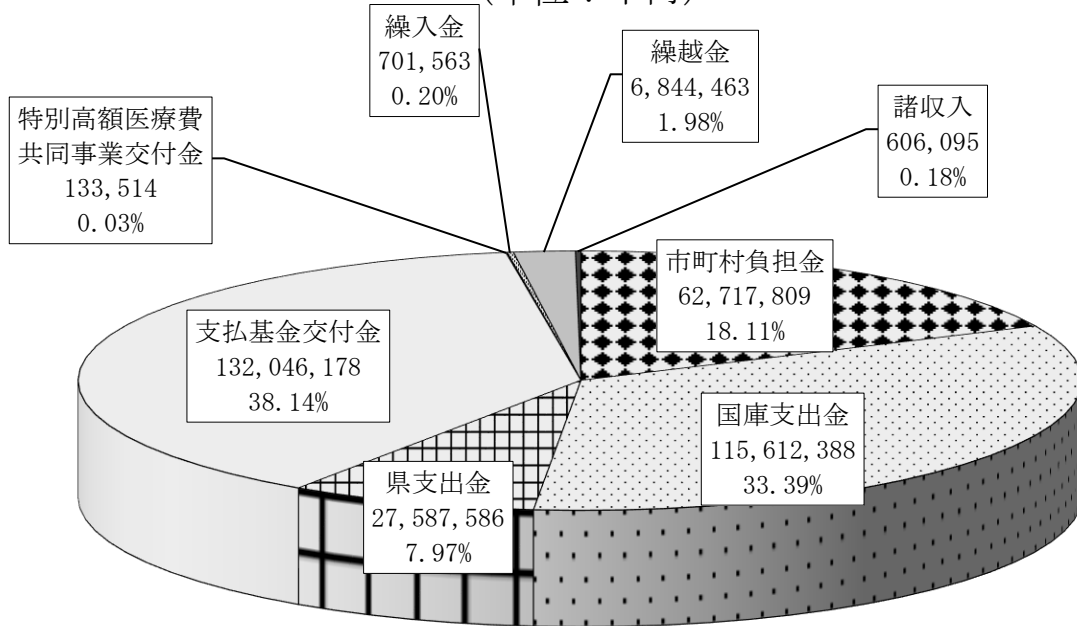 繰入金
701,563
0.20%
繰越金
6,844,463
1.98%
諸収入
606,095
0.18%
特別高額医療費
共同事業交付金
133,514
0.03%
市町村負担金
62,717,809
18.11%
支払基金交付金
132,046,178
38.14%
国庫支出金
115,612,388
33.39%
県支出金
27,587,586
7.97%